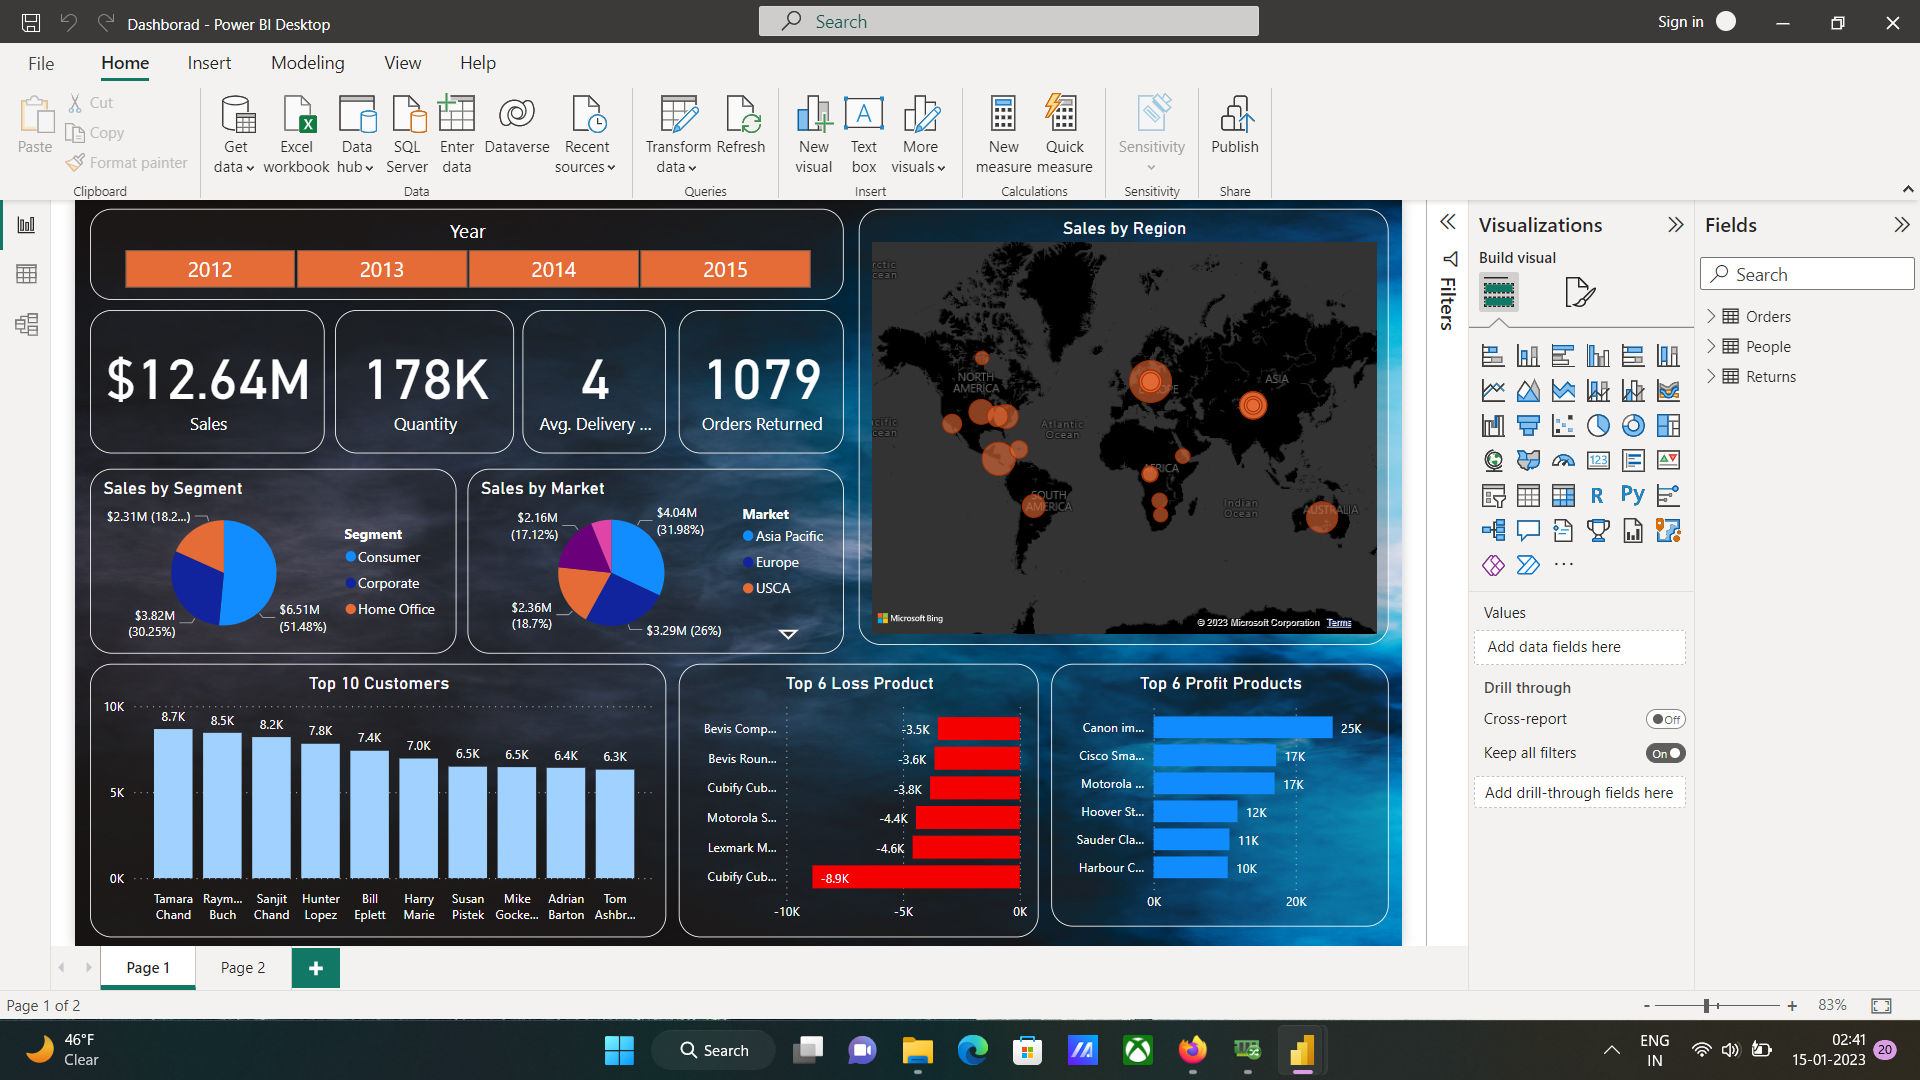 Dashborad - Power BI Desktop
Search
Sign in
File
Home
Insert
Modeling
View
Help
Paste
Cut
Copy
Format painter
Clipboard
Get data
Excel workbook
Data hub
SQL Server
Enter data
Dataverse
Recent sources
Data
Transform data
Refresh
Queries
New visual
Text box
More visuals
Insert
New measure
Quick measure
Calculations
Sensitivity
Sensitivity
Publish
Share
Year
2012
2013
2014
2015
$12.64M
Sales
178K
Quantity
4
Avg. Delivery ...
1079
Orders Returned
Sales by Segment
$2.31M (18.2...)
$3.82M
(30.25%)
$6.51M
(51.48%)
Segment
Consumer
Corporate
Home Office
Sales by Market
$2.16M
(17.12%)
$4.04M
(31.98%)
$2.36M
(18.7%)
$3.29M (26%)
Market
Asia Pacific
Europe
USCA
Sales by Region
NORTH
AMERICA
ASIA
Atlantic
Ocean
SOUTH
AMERICA
Indian
Ocean
AUSTRALIA
Microsoft Bing
© 2023 Microsoft Corporation
Terms
Top 10 Customers
10K
5K
0K
8.7K
8.5K
8.2K
7.8K
7.4K
7.0K
6.5K
6.5K
6.4K
6.3K
Tamara Chand
Raym... Buch
Sanjit Chand
Hunter Lopez
Bill Eplett
Harry Marie
Susan Pistek
Mike Gocke...
Adrian Barton
Tom Ashbr...
Top 6 Loss Product
Bevis Comp...
-3.5K
Bevis Roun...
-3.6K
Cubify Cub...
-3.8K
Motorola S...
-4.4K
Lexmark M...
-4.6K
Cubify Cub...
-8.9K
-10K
-5K
0K
Top 6 Profit Products
Canon im...
25K
Cisco Sma...
17K
Motorola ...
17K
Hoover St...
12K
Sauder Cla...
11K
Harbour C...
10K
0K
20K
Filters
Visualizations
Build visual
123
R
Py
...
Values
Add data fields here
Drill through
Cross-report
Off
Keep all filters
On
Add drill-through fields here
Fields
Search
Orders
People
Returns
Page 1
Page 2
Page 1 of 2
83%
46°F
Clear
Search
ENG
IN
02:41
15-01-2023
20